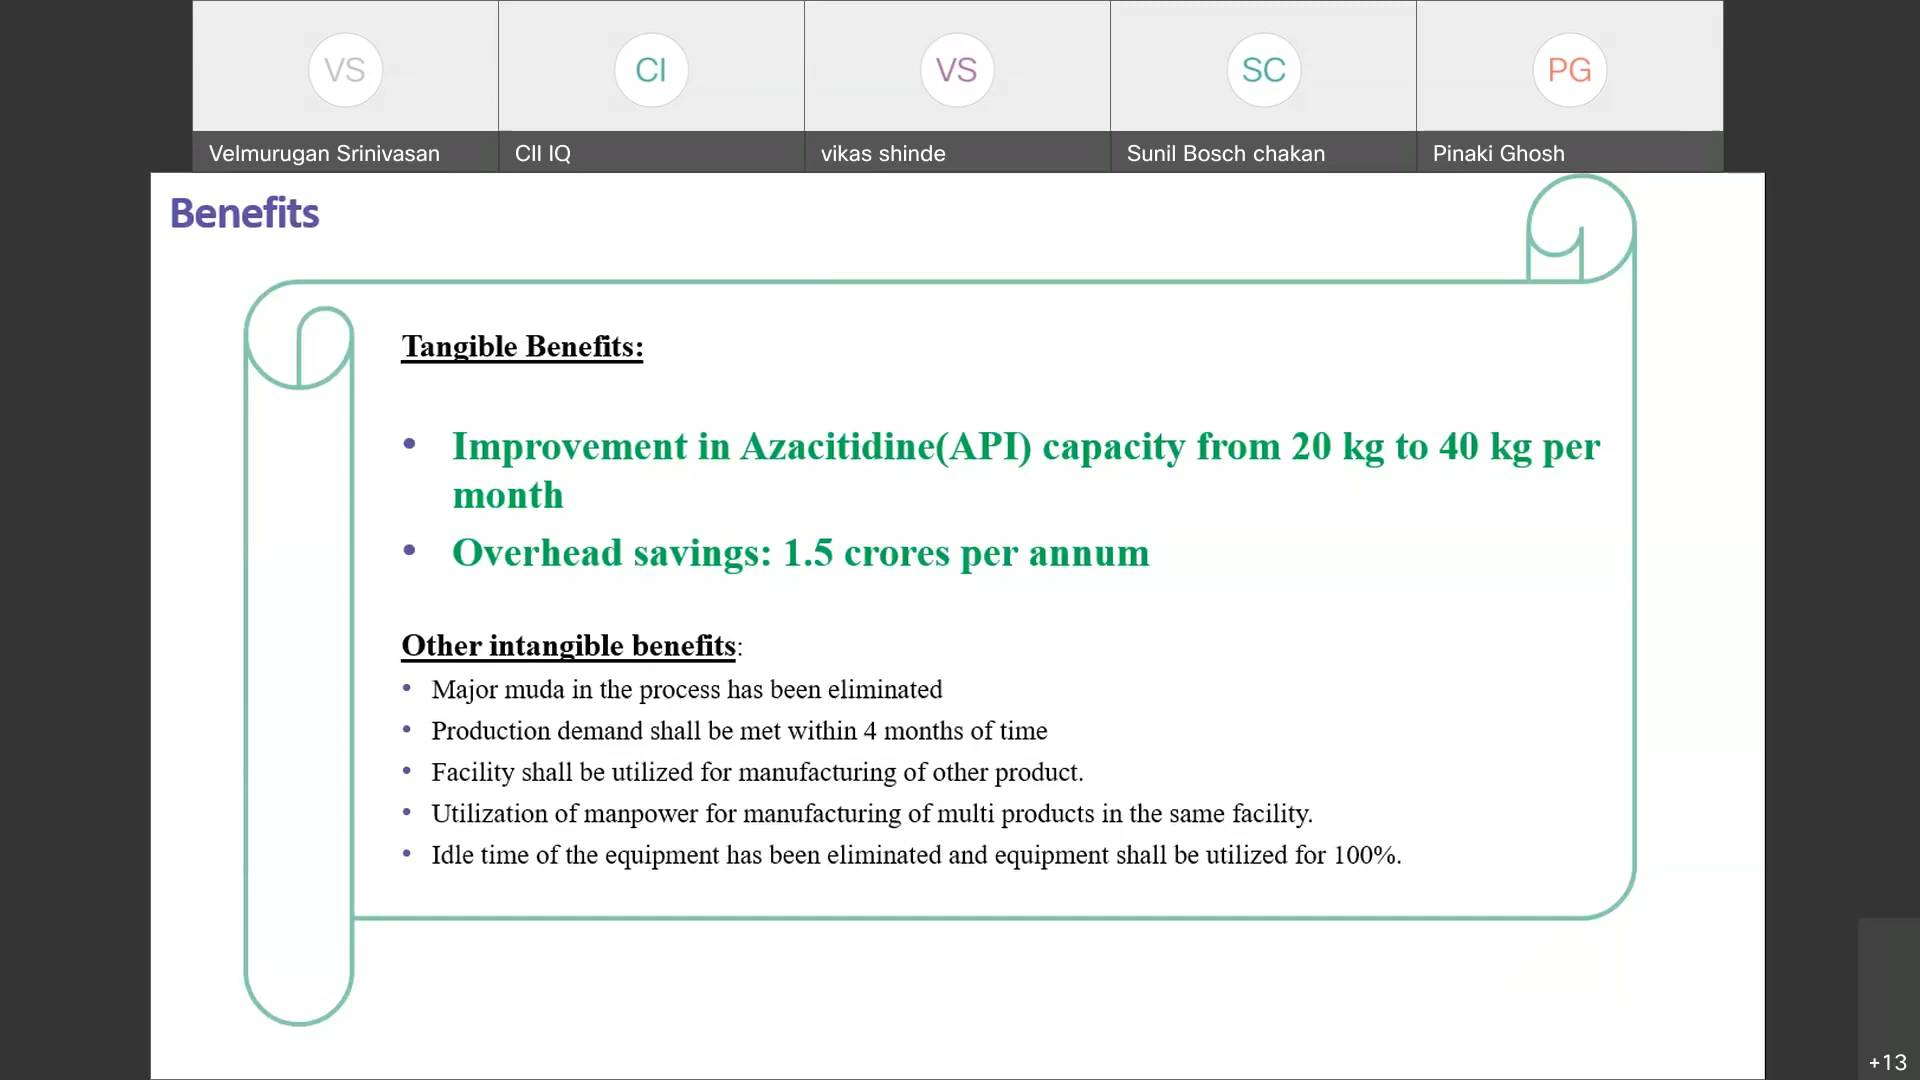 VS CI VS SC PG
Velmurugan Srinivasan CII IQ vikas shinde Sunil Bosch chakan Pinaki Ghosh
Benefits
Tangible Benefits:
• Improvement in Azacitidine(API) capacity from 20 kg to 40 kg per
month
• Overhead savings: 1.5 crores per annum
Other intangible benefits:
• Major muda in the process has been eliminated
• Production demand shall be met within 4 months of time
• Facility shall be utilized for manufacturing of other product.
• Utilization of manpower for manufacturing of multi products in the same facility.
• Idle time of the equipment has been eliminated and equipment shall be utilized for 100%.
+13